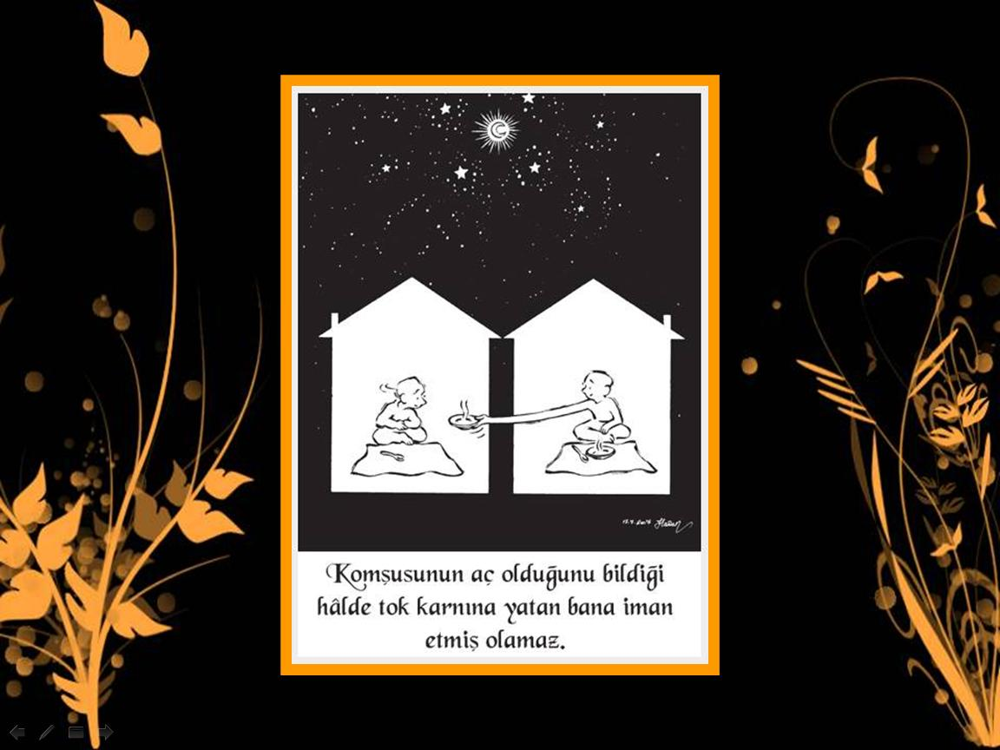 Komşusunun aç olduğunu bildiği
hâlde tok karnına yatan bana iman
etmiş olamaz.